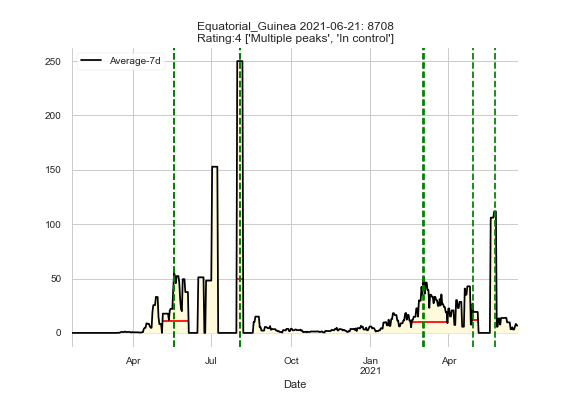 Equatorial_Guinea 2021-06-21: 8708
Rating:4 ['Multiple peaks', 'In control']
Average-7d
250
200
150
100
50
0
Apr
Jul
Oct
Jan
2021
Apr
Date